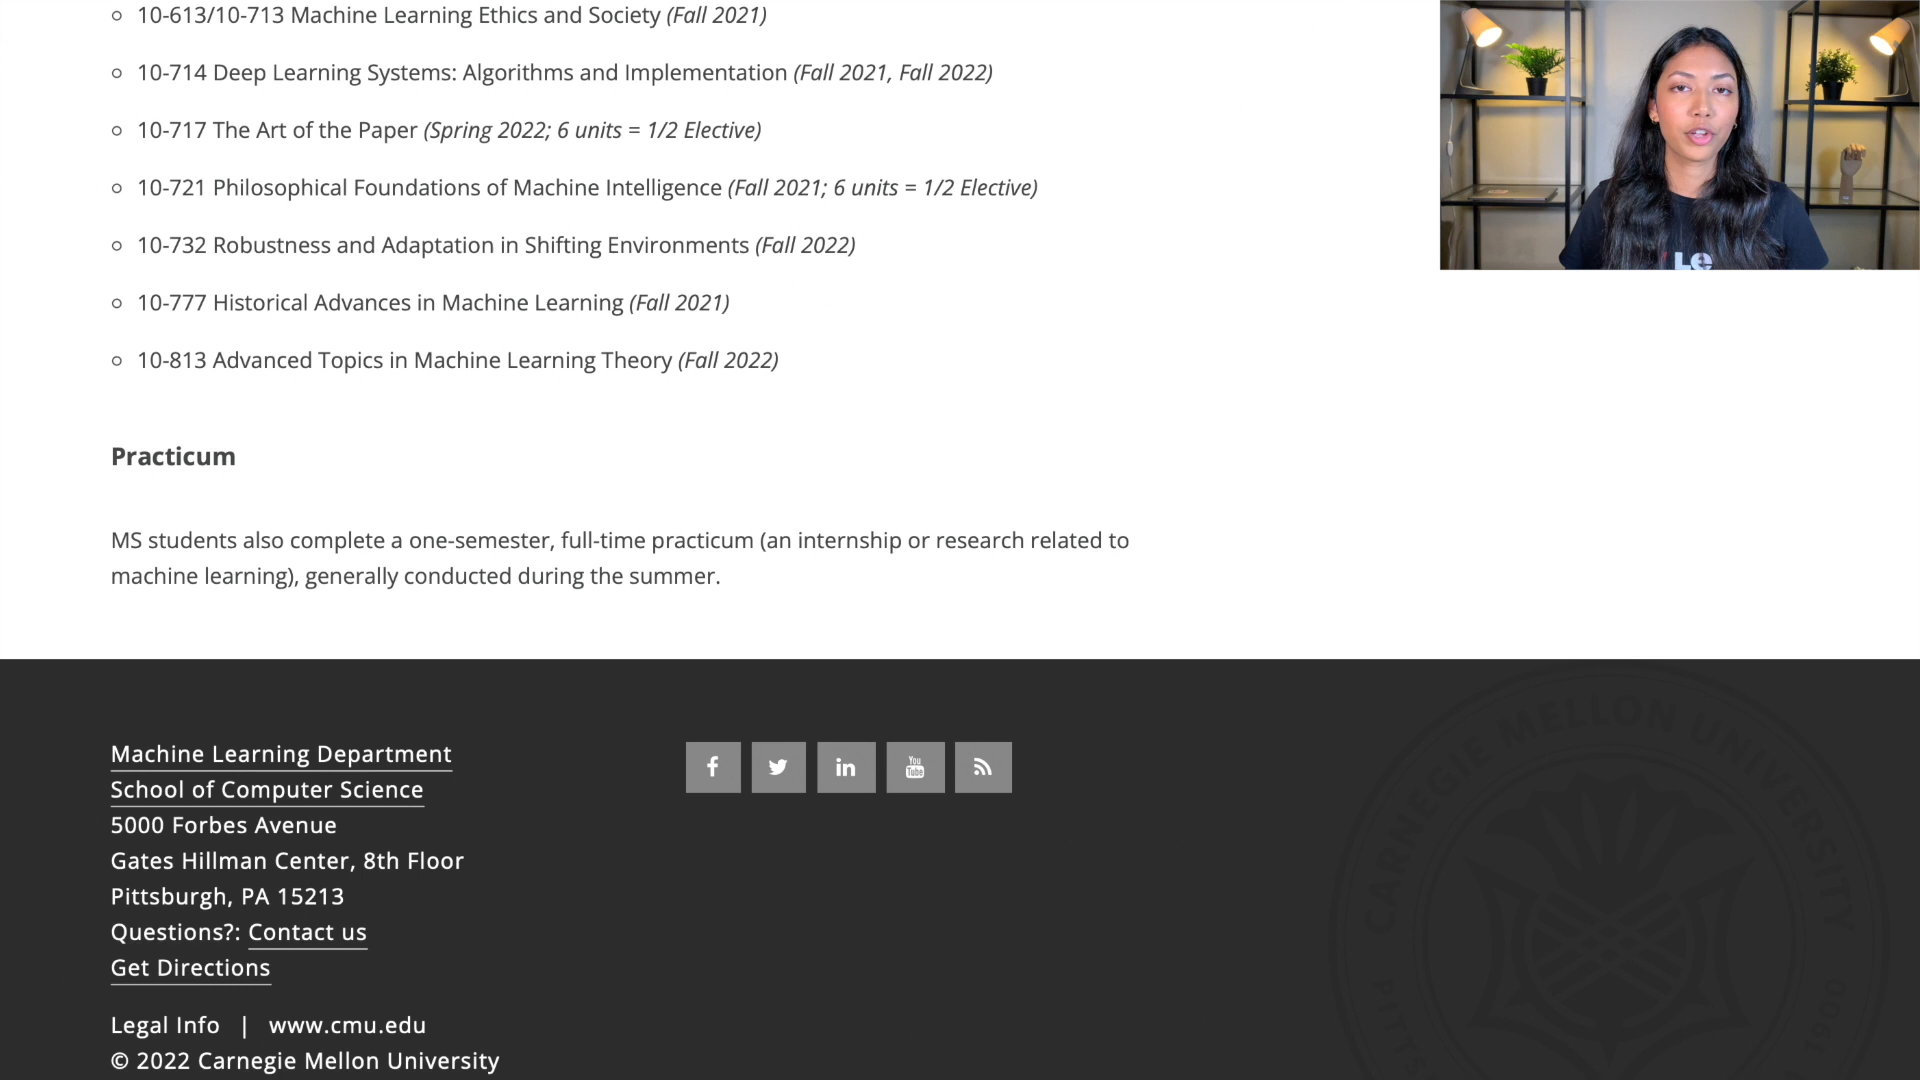 10-613/10-713 Machine Learning Ethics and Society (Fall 2021)
10-714 Deep Learning Systems: Algorithms and Implementation (Fall 2021, Fall 2022)
10-717 The Art of the Paper (Spring 2022; 6 units = 1/2 Elective)
10-721 Philosophical Foundations of Machine Intelligence (Fall 2021; 6 units = 1/2 Elective)
10-732 Robustness and Adaptation in Shifting Environments (Fall 2022)
10-777 Historical Advances in Machine Learning (Fall 2021)
10-813 Advanced Topics in Machine Learning Theory (Fall 2022)
Practicum
MS students also complete a one-semester, full-time practicum (an internship or research related to
machine learning), generally conducted during the summer.
Machine Learning Department
School of Computer Science
5000 Forbes Avenue
Gates Hillman Center, 8th Floor
Pittsburgh, PA 15213
Questions?: Contact us
Get Directions
Legal Info | www.cmu.edu
© 2022 Carnegie Mellon University
f
in
You
Tube
CARNEGIE MELLON UNIVERSITY
Le